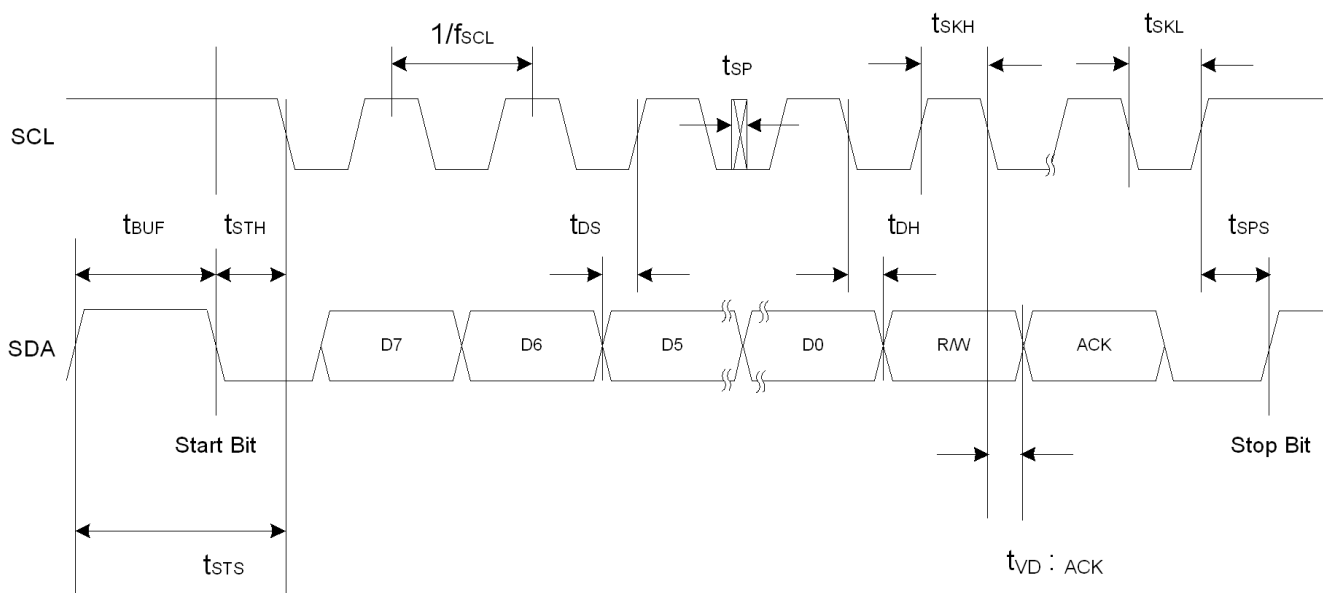 1/fSCL
tSKH
tSKL
tSP
SCL
tBUF
tSTH
tDS
tDH
tSPS
SDA
D7
D6
D5
D0
R/W
ACK
Start Bit
Stop Bit
tSTS
tVD : ACK